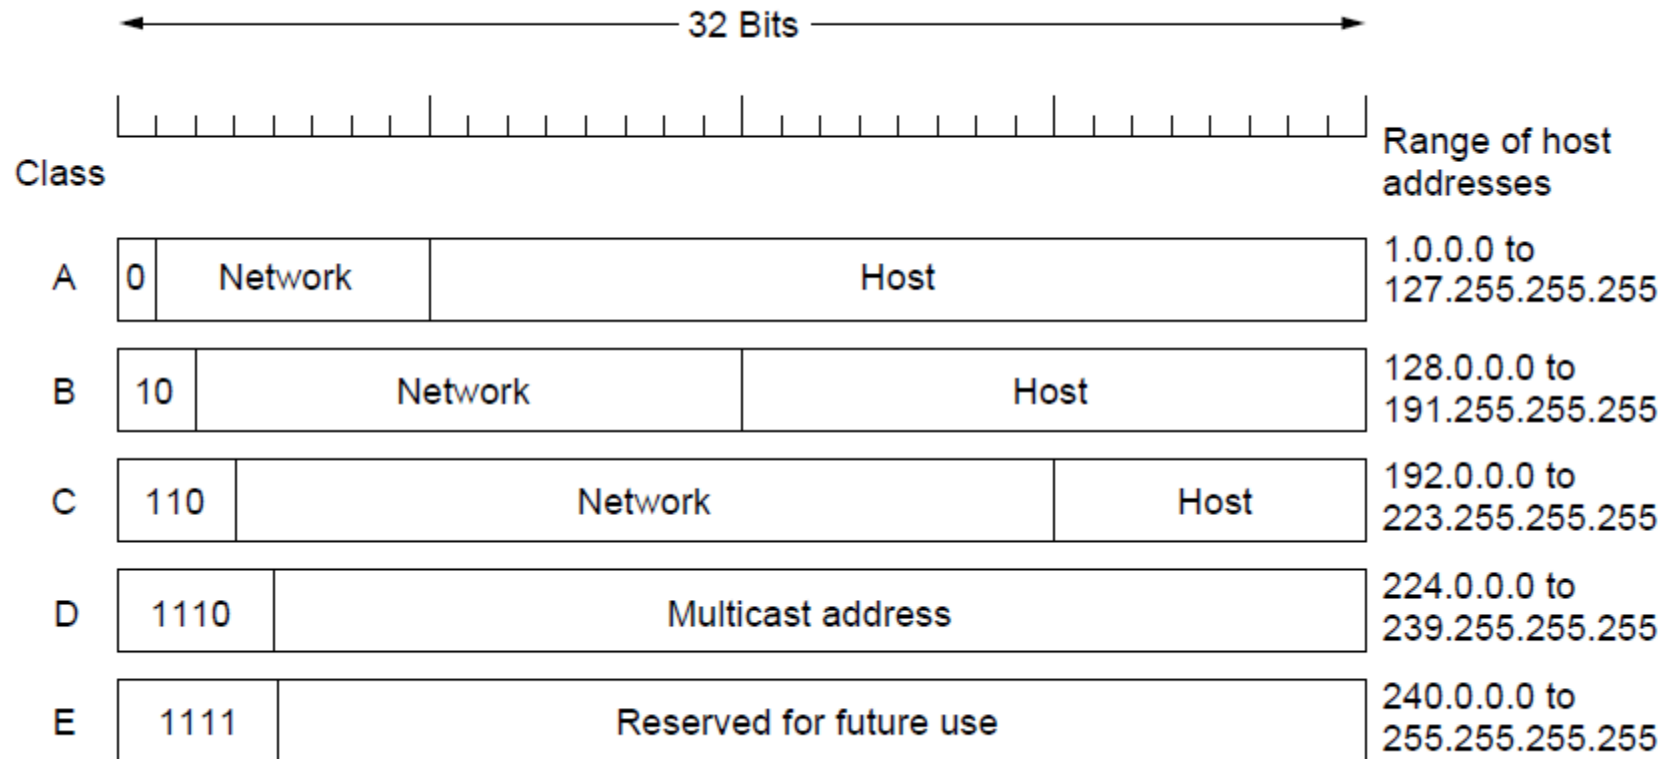 32 Bits
Range of host
addresses
Class
A 0 Network Host 1.0.0.0 to
127.255.255.255
B 10 Network Host 128.0.0.0 to
191.255.255.255
C 110 Network Host 192.0.0.0 to
223.255.255.255
D 1110 Multicast address 224.0.0.0 to
239.255.255.255
E 1111 Reserved for future use 240.0.0.0 to
255.255.255.255